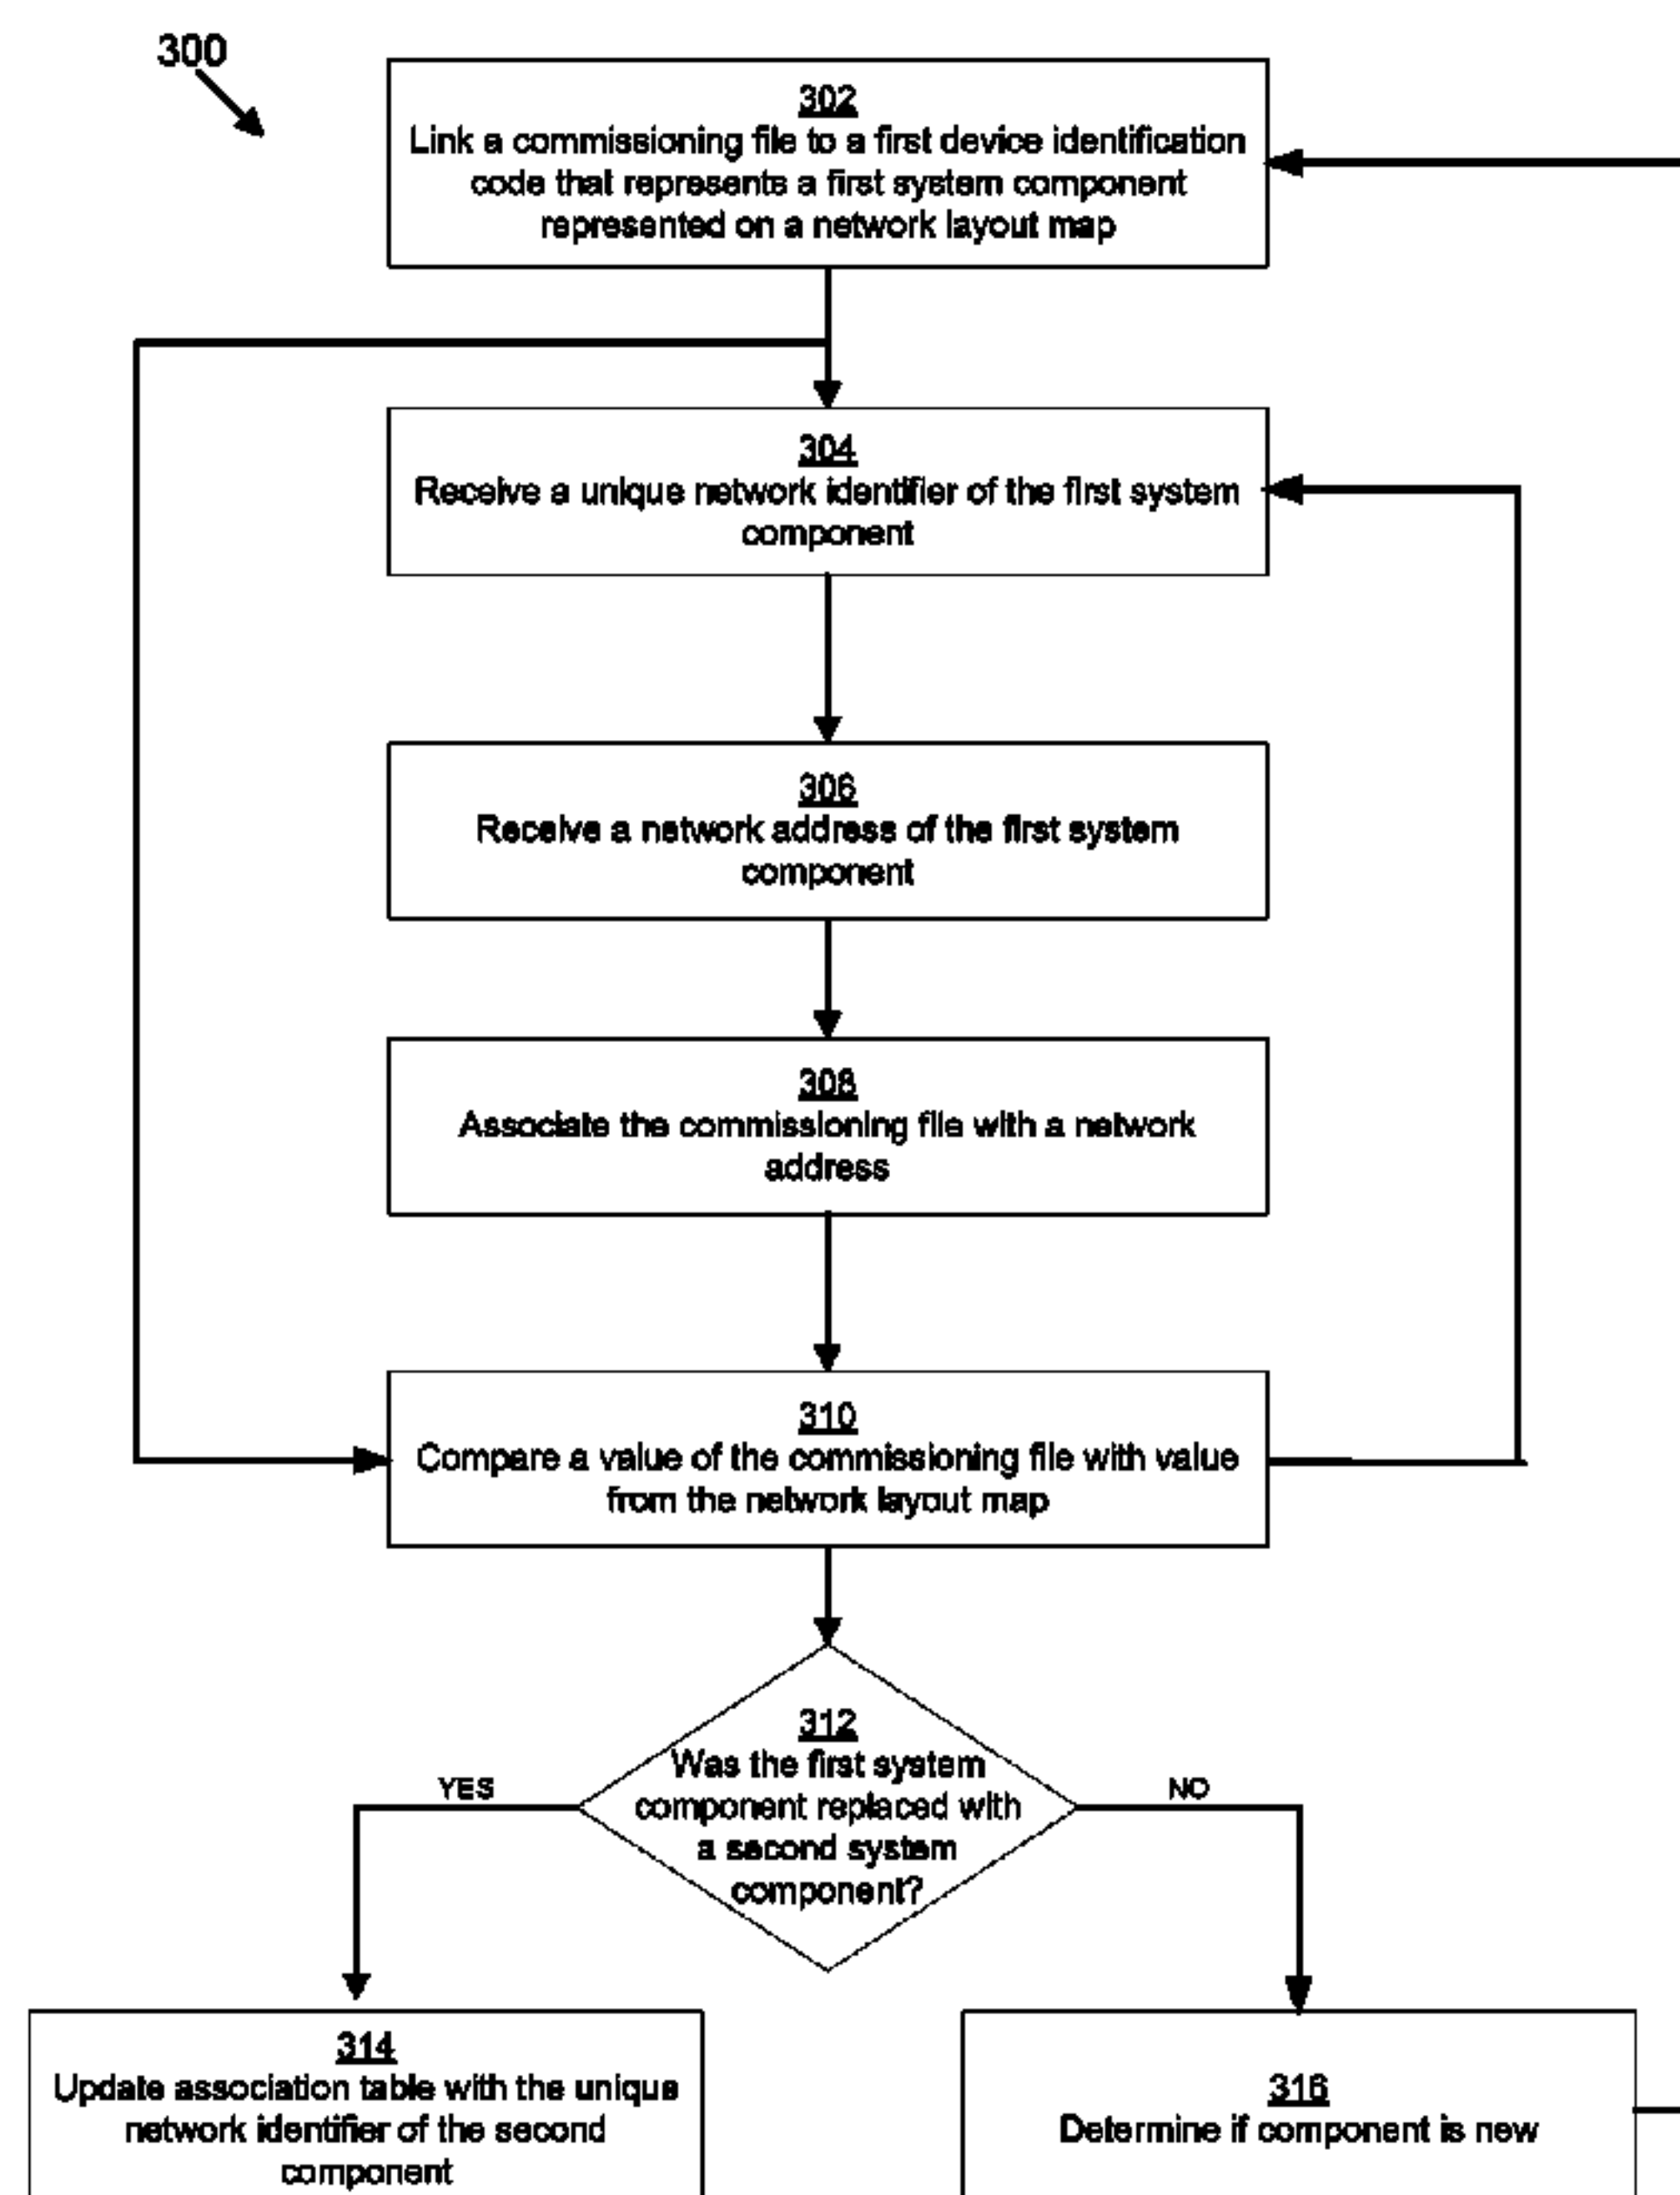 300
302
Link a commissioning file to a first device identification
code that represents a first system component
represented on a network layout map
304
Receive a unique network identifier of the first system
component
306
Receive a network address of the first system
component
308
Associate the commissioning file with a network
address
310
Compare a value of the commissioning file with value
from the network layout map
312
Was the first system
component replaced with
a second system
component?
YES
NO
314
Update association table with the unique
network identifier of the second
component
316
Determine if component is new